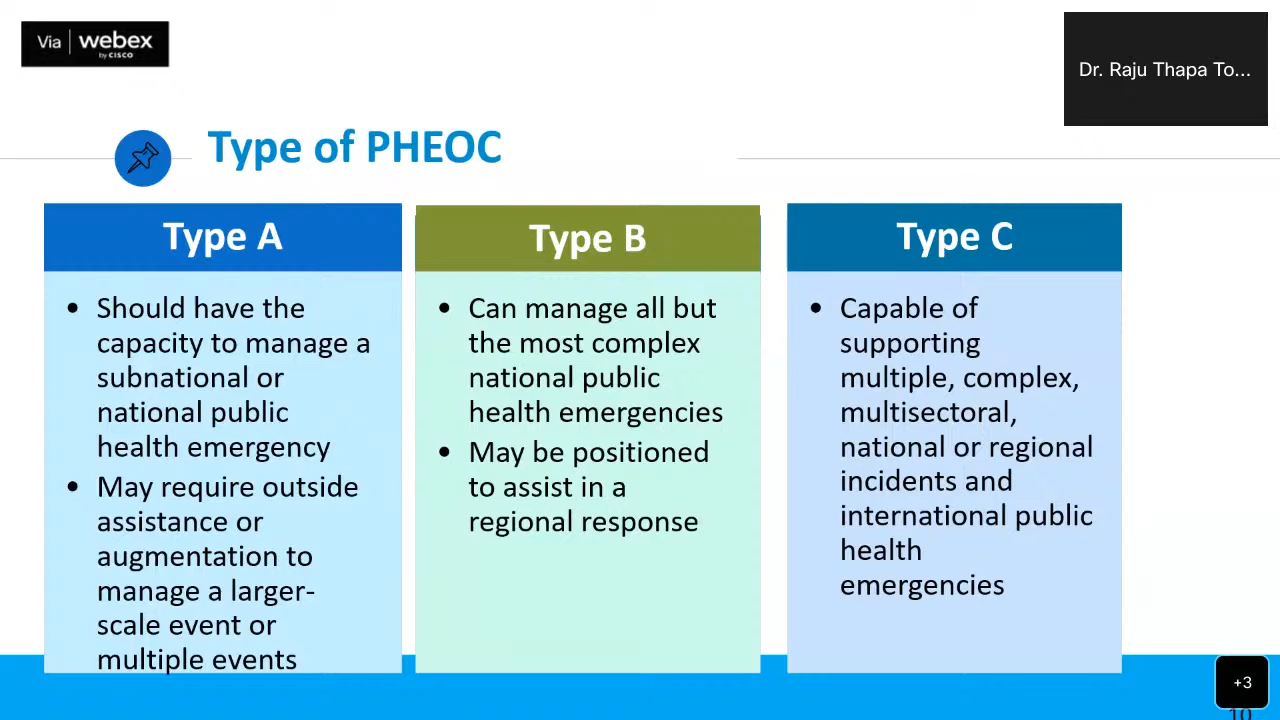 Via | webex
by CISCO
Dr. Raju Thapa To...
Type of PHEOC
Type A
• Should have the
capacity to manage a
subnational or
national public
health emergency
• May require outside
assistance or
augmentation to
manage a larger-
scale event or
multiple events
Type B
• Can manage all but
the most complex
national public
health emergencies
• May be positioned
to assist in a
regional response
Type C
• Capable of
supporting
multiple, complex,
multisectoral,
national or regional
incidents and
international public
health
emergencies
+3
10